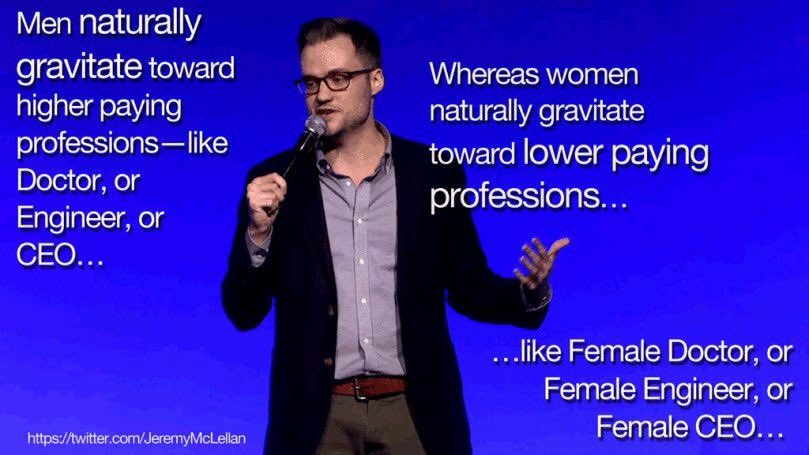 Men naturally
gravitate toward
higher paying
professions—like
Doctor, or
Engineer, or
CEO…
Whereas women
naturally gravitate
toward lower paying
professions…
…like Female Doctor, or
Female Engineer, or
Female CEO…
https://twitter.com/JeremyMcLellan